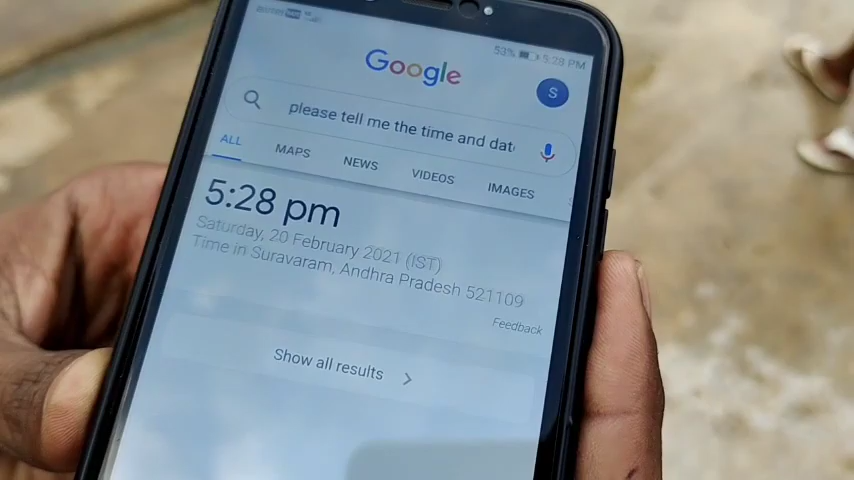 53% 5:28 PM
Google
S
please tell me the time and dat
ALL MAPS NEWS VIDEOS IMAGES
5:28 pm
Saturday, 20 February 2021 (IST)
Time in Suravaram, Andhra Pradesh 521109
Feedback
Show all results